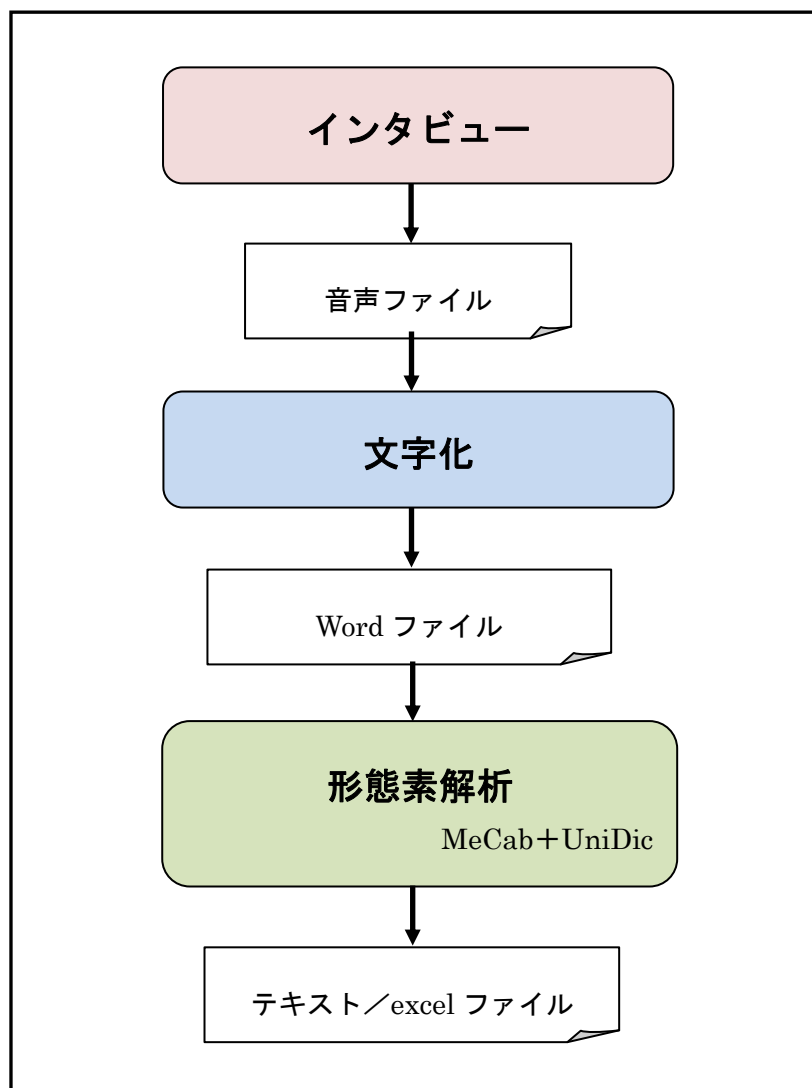 インタビュー
音声ファイル
文字化
Word ファイル
形態素解析
MeCab＋UniDic
テキスト／excel ファイル